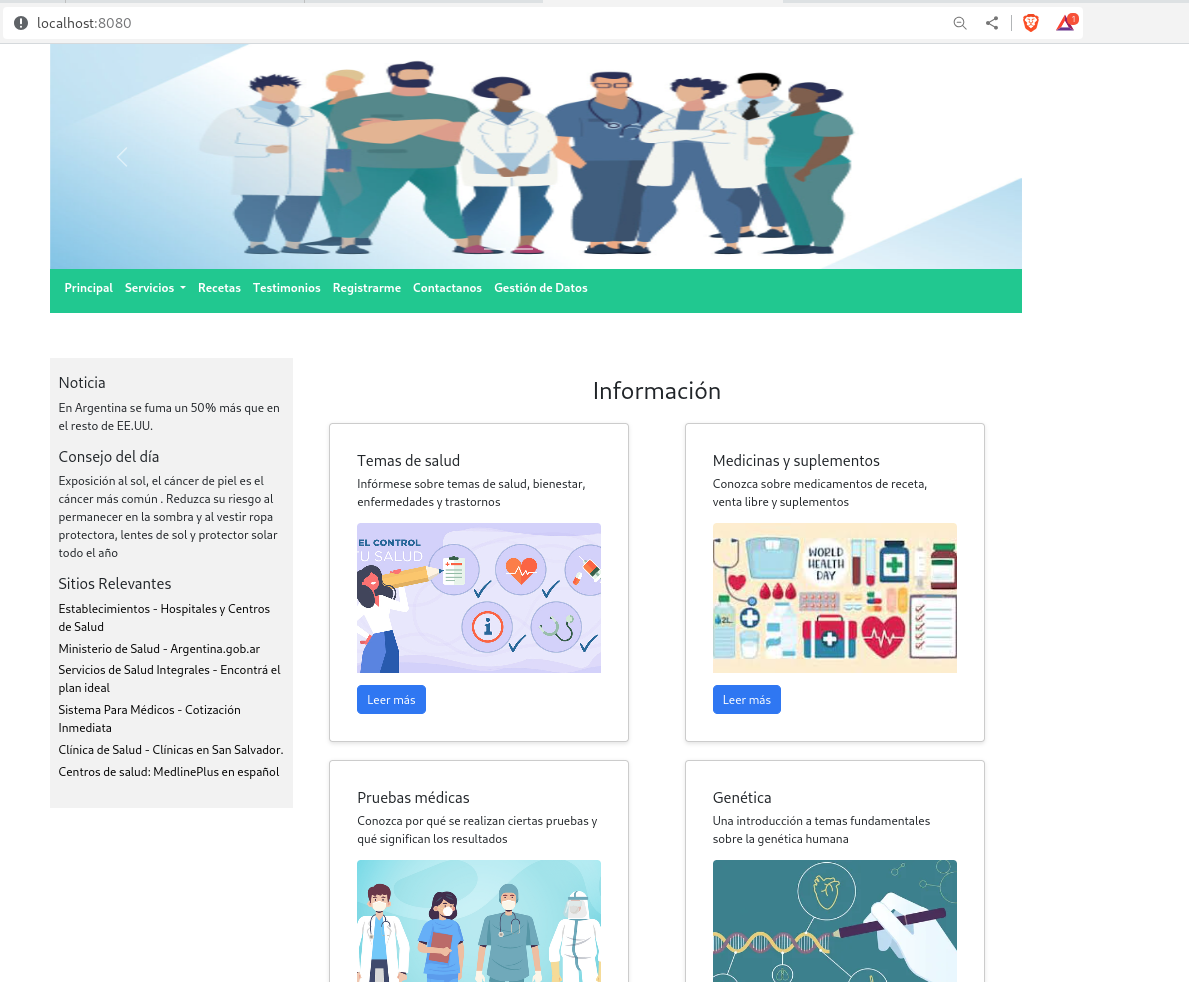 localhost:8080
1
Principal Servicios Recetas Testimonios Registrarme Contactanos Gestión de Datos
Noticia
En Argentina se fuma un 50% más que en
el resto de EE.UU.
Consejo del día
Exposición al sol, el cáncer de piel es el
cáncer más común . Reduzca su riesgo al
permanecer en la sombra y al vestir ropa
protectora, lentes de sol y protector solar
todo el año
Sitios Relevantes
Establecimientos - Hospitales y Centros
de Salud
Ministerio de Salud - Argentina.gob.ar
Servicios de Salud Integrales - Encontrá el
plan ideal
Sistema Para Médicos - Cotización
Inmediata
Clínica de Salud - Clínicas en San Salvador.
Centros de salud: MedlinePlus en español
Información
Temas de salud
Infórmese sobre temas de salud, bienestar,
enfermedades y trastornos
EL CONTROL
TU SALUD
Leer más
Medicinas y suplementos
Conozca sobre medicamentos de receta,
venta libre y suplementos
WORLD
HEALTH
DAY
2L
Leer más
Pruebas médicas
Conozca por qué se realizan ciertas pruebas y
qué significan los resultados
Genética
Una introducción a temas fundamentales
sobre la genética humana